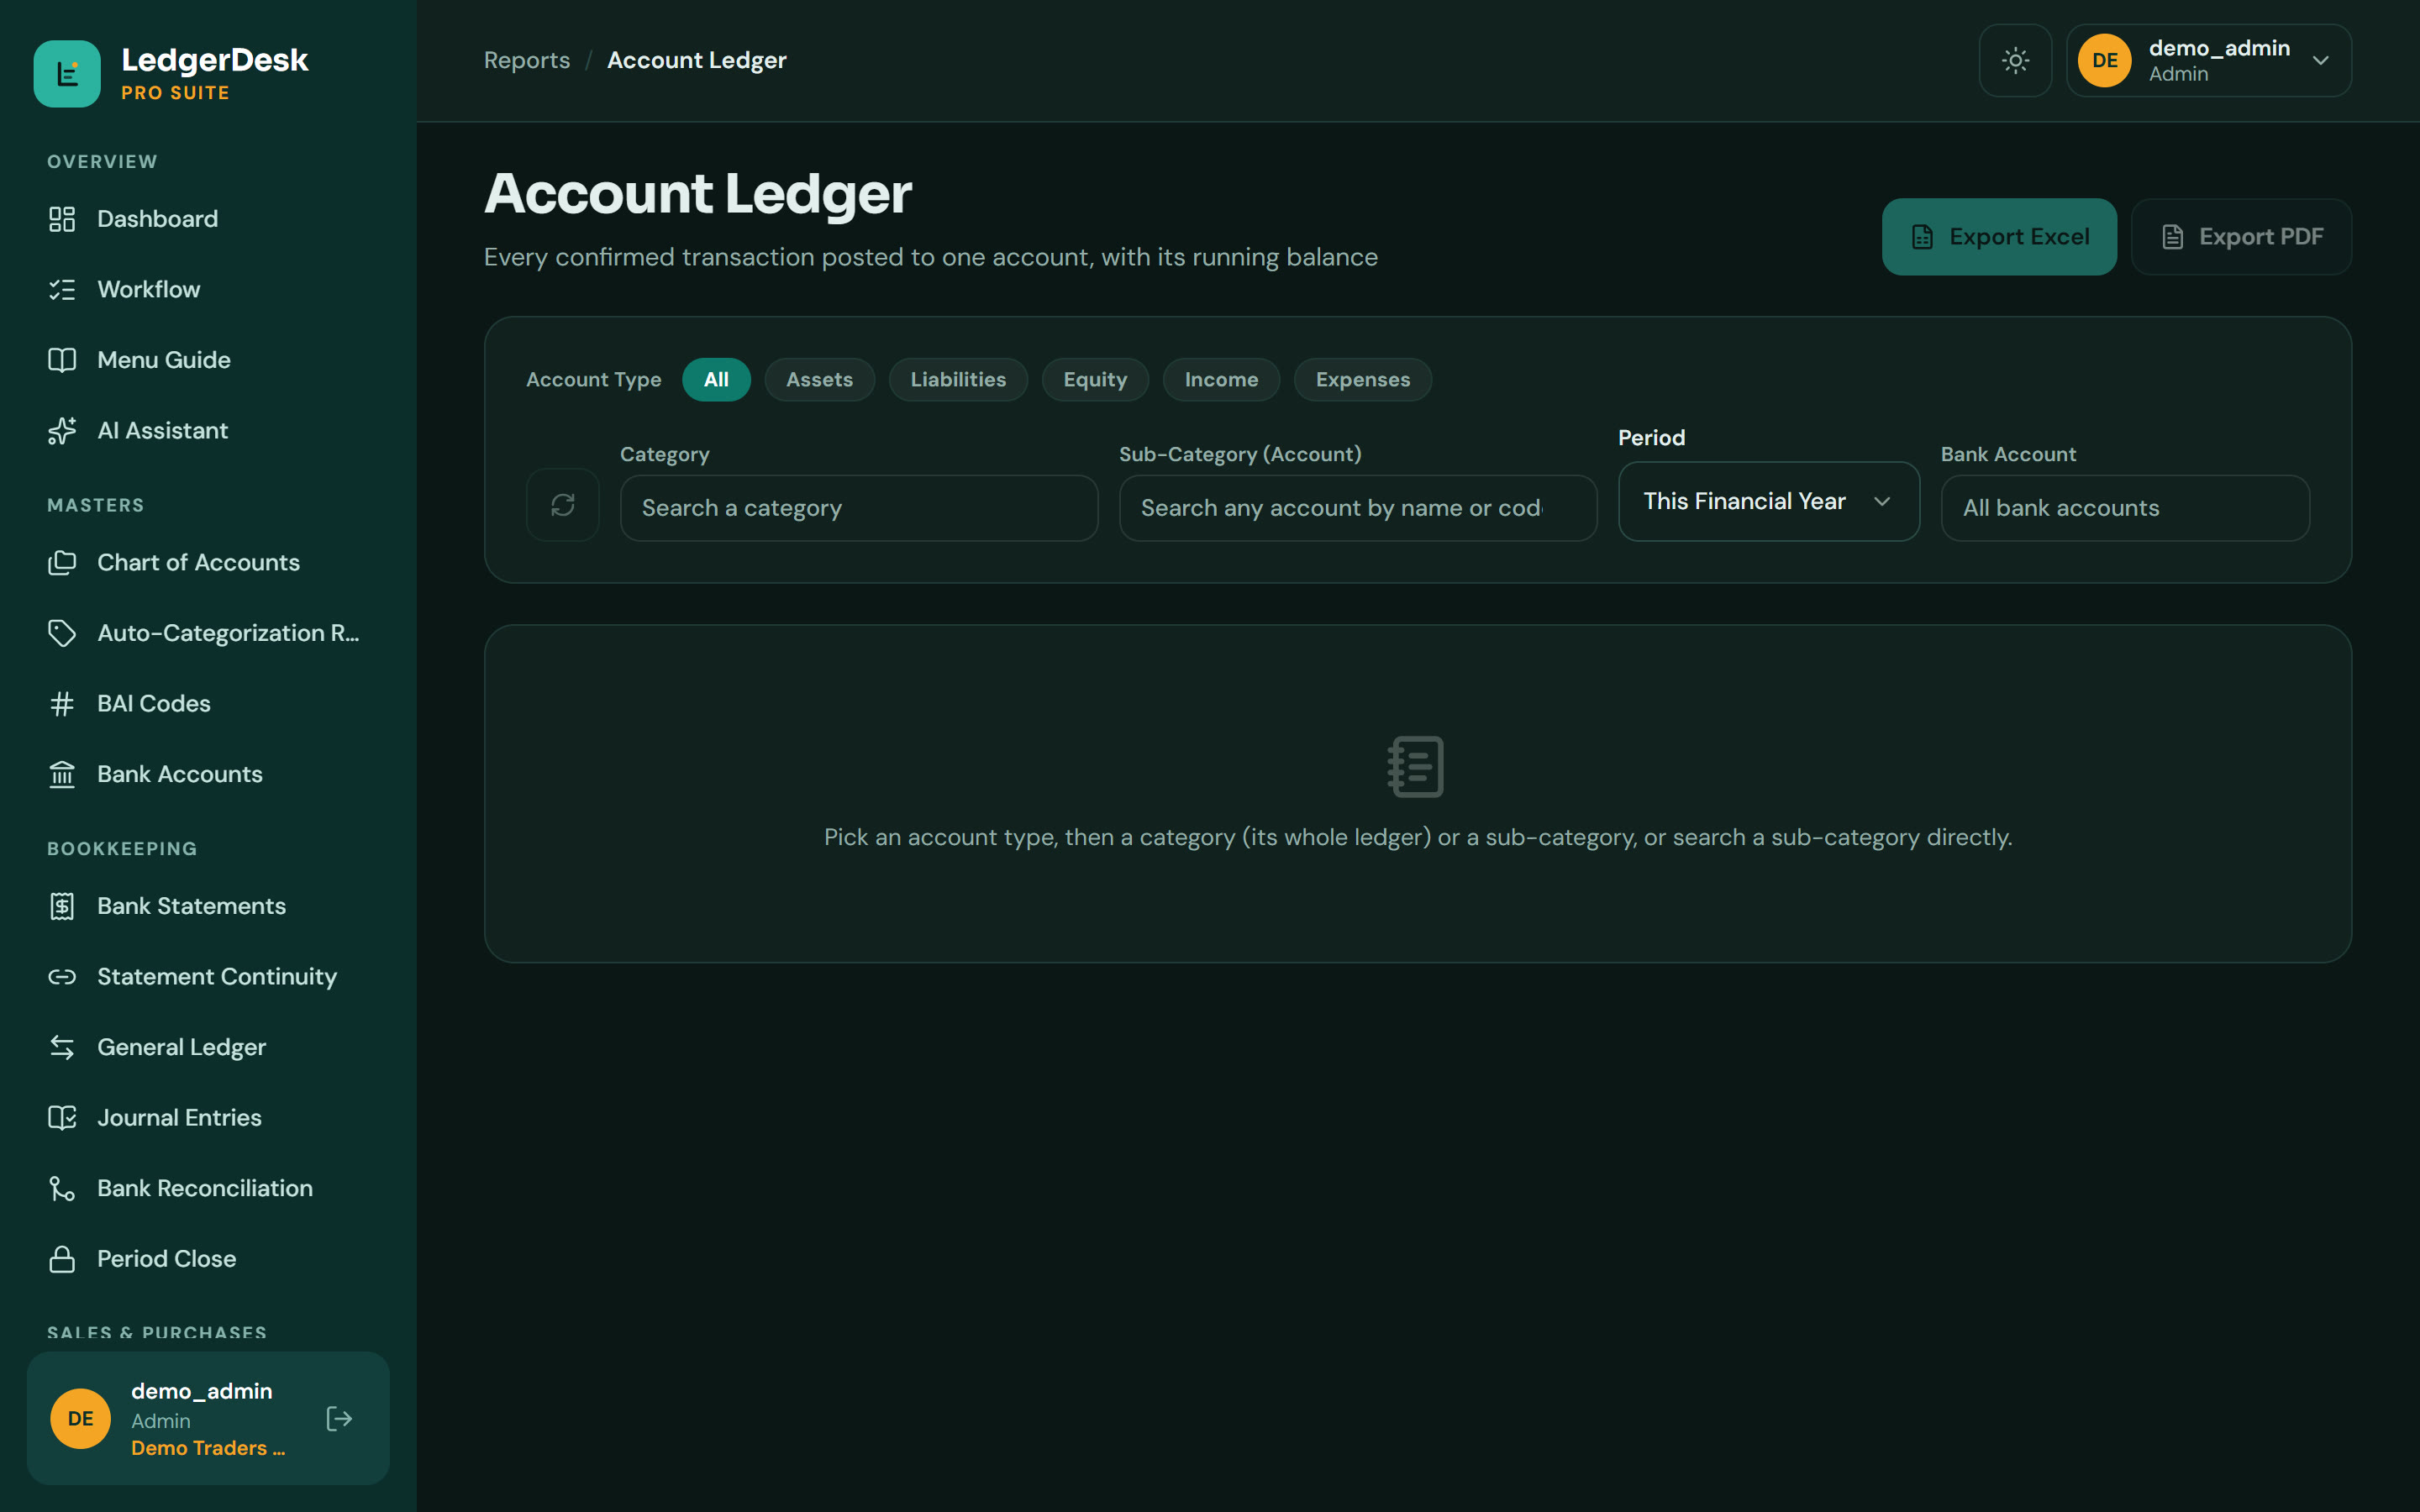 LedgerDesk
PRO SUITE
OVERVIEW
Dashboard
Workflow
Menu Guide
AI Assistant
MASTERS
Chart of Accounts
Auto-Categorization R...
BAI Codes
Bank Accounts
BOOKKEEPING
Bank Statements
Statement Continuity
General Ledger
Journal Entries
Bank Reconciliation
Period Close
SALES & PURCHASES
DE
demo_admin
Admin
Demo Traders ...
Reports / Account Ledger
DE
demo_admin
Admin
Account Ledger
Every confirmed transaction posted to one account, with its running balance
Export Excel
Export PDF
Account Type All Assets Liabilities Equity Income Expenses
Category
Search a category
Sub-Category (Account)
Search any account by name or cod
Period
This Financial Year
Bank Account
All bank accounts
Pick an account type, then a category (its whole ledger) or a sub-category, or search a sub-category directly.